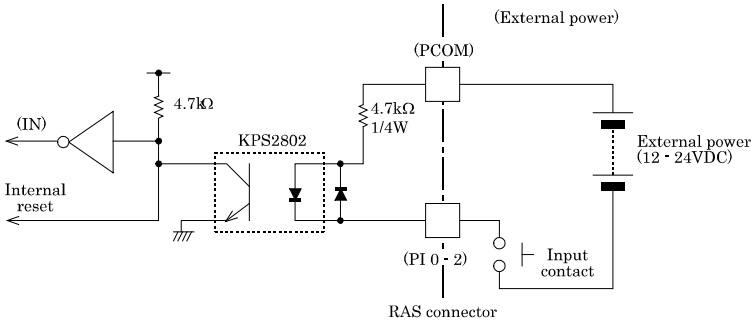 (External power)
(PCOM)
(IN)
4.7kΩ
4.7kΩ
1/4W
KPS2802
External power
(12 - 24VDC)
Internal
reset
(PI 0 - 2)
Input
contact
RAS connector